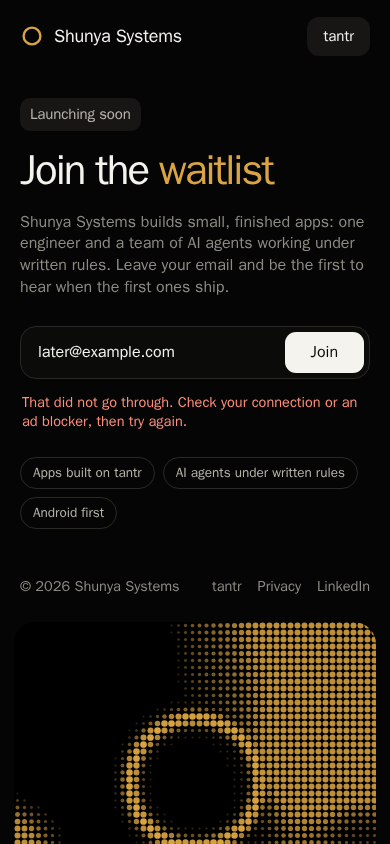 Shunya Systems
tantr
Launching soon
Join the waitlist
Shunya Systems builds small, finished apps: one
engineer and a team of AI agents working under
written rules. Leave your email and be the first to
hear when the first ones ship.
later@example.com
Join
That did not go through. Check your connection or an
ad blocker, then try again.
Apps built on tantr
AI agents under written rules
Android first
© 2026 Shunya Systems
tantr
Privacy
LinkedIn